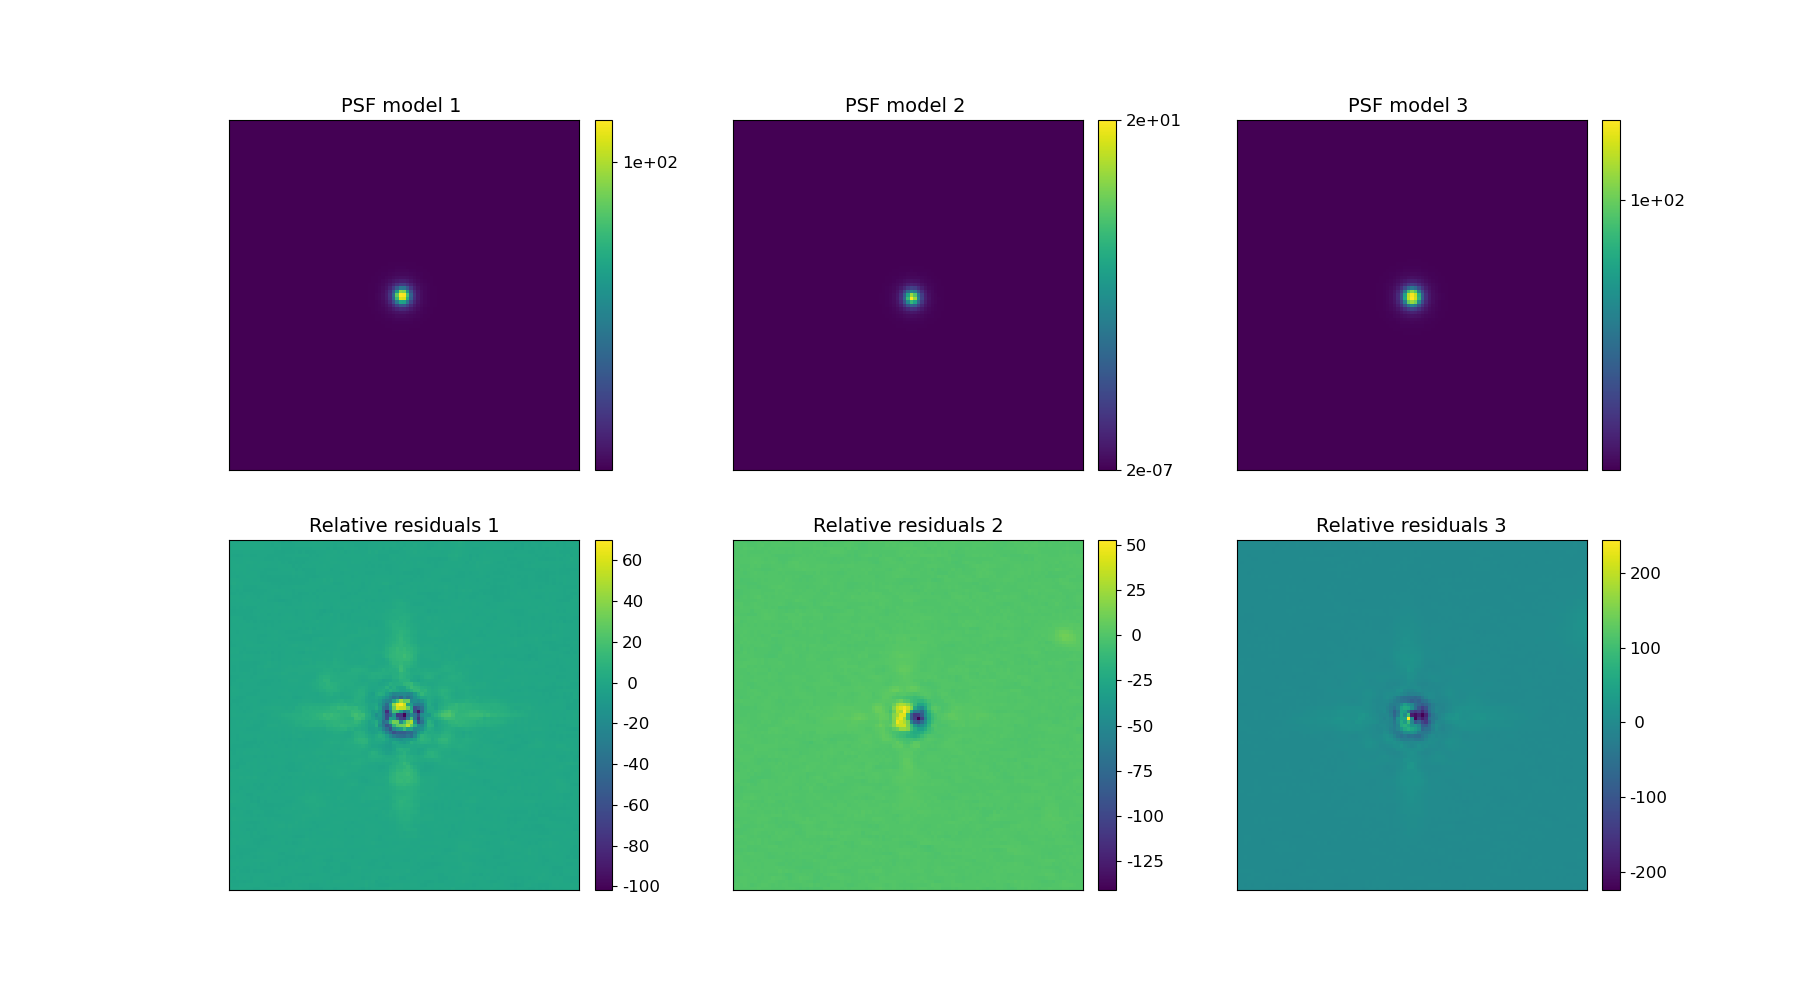 PSF model 1
1e+02
PSF model 2
2e+01
2e-07
PSF model 3
1e+02
Relative residuals 1
60
40
20
0
-20
-40
-60
-80
-100
Relative residuals 2
50
25
0
-25
-50
-75
-100
-125
Relative residuals 3
200
100
0
-100
-200